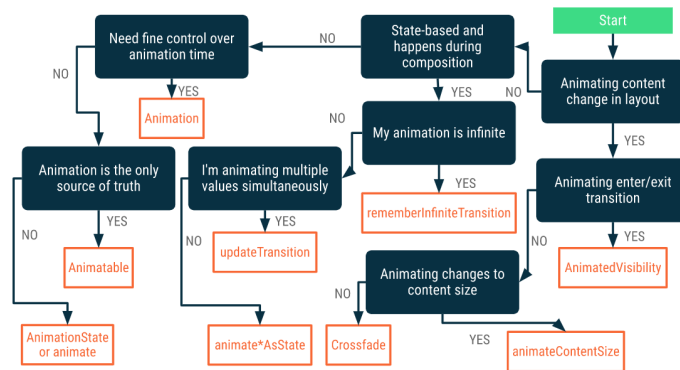 Start
Need fine control over
animation time
NO
State-based and
happens during
composition
NO
Animating content
change in layout
YES
Animation
YES
NO
My animation is infinite
NO
YES
Animation is the only
source of truth
I'm animating multiple
values simultaneously
YES
rememberInfiniteTransition
Animating enter/exit
transition
NO
YES
Animatable
NO
YES
updateTransition
NO
YES
AnimatedVisibility
Animating changes to
content size
NO
AnimationState
or animate
animate*AsState
Crossfade
YES
animateContentSize